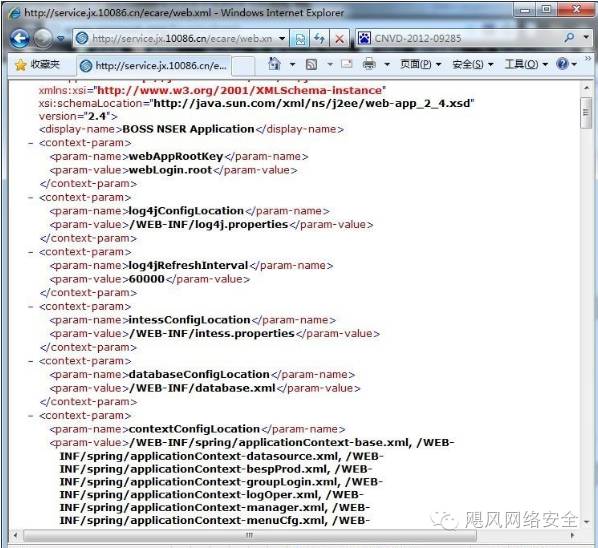 http://service.jx.10086.cn/ecare/web.xml - Windows Internet Explorer
http://service.jx.10086.cn/ecare/web.xn
CNVD-2012-09285
收藏夹
http://service.jx.10086.cn/e...
页面(P)
安全(S)
工具(O)
xmlns:xsi="http://www.w3.org/2001/XMLSchema-instance"
xsi:schemaLocation="http://java.sun.com/xml/ns/j2ee/web-app_2_4.xsd"
version="2.4">
<display-name>BOSS NSER Application</display-name>
- <context-param>
<param-name>webAppRootKey</param-name>
<param-value>webLogin.root</param-value>
</context-param>
- <context-param>
<param-name>log4jConfigLocation</param-name>
<param-value>/WEB-INF/log4j.properties</param-value>
</context-param>
- <context-param>
<param-name>log4jRefreshInterval</param-name>
<param-value>60000</param-value>
</context-param>
- <context-param>
<param-name>intessConfigLocation</param-name>
<param-value>/WEB-INF/intess.properties</param-value>
</context-param>
- <context-param>
<param-name>databaseConfigLocation</param-name>
<param-value>/WEB-INF/database.xml</param-value>
</context-param>
- <context-param>
<param-name>contextConfigLocation</param-name>
<param-value>/WEB-INF/spring/applicationContext-base.xml, /WEB-
INF/spring/applicationContext-datasource.xml, /WEB-
INF/spring/applicationContext-bespProd.xml, /WEB-
INF/spring/applicationContext-groupLogin.xml, /WEB-
INF/spring/applicationContext-logOper.xml, /WEB-
INF/spring/applicationContext-manager.xml, /WEB-
INF/spring/applicationContext-menuCfg.xml, /WEB-
飓风网络安全